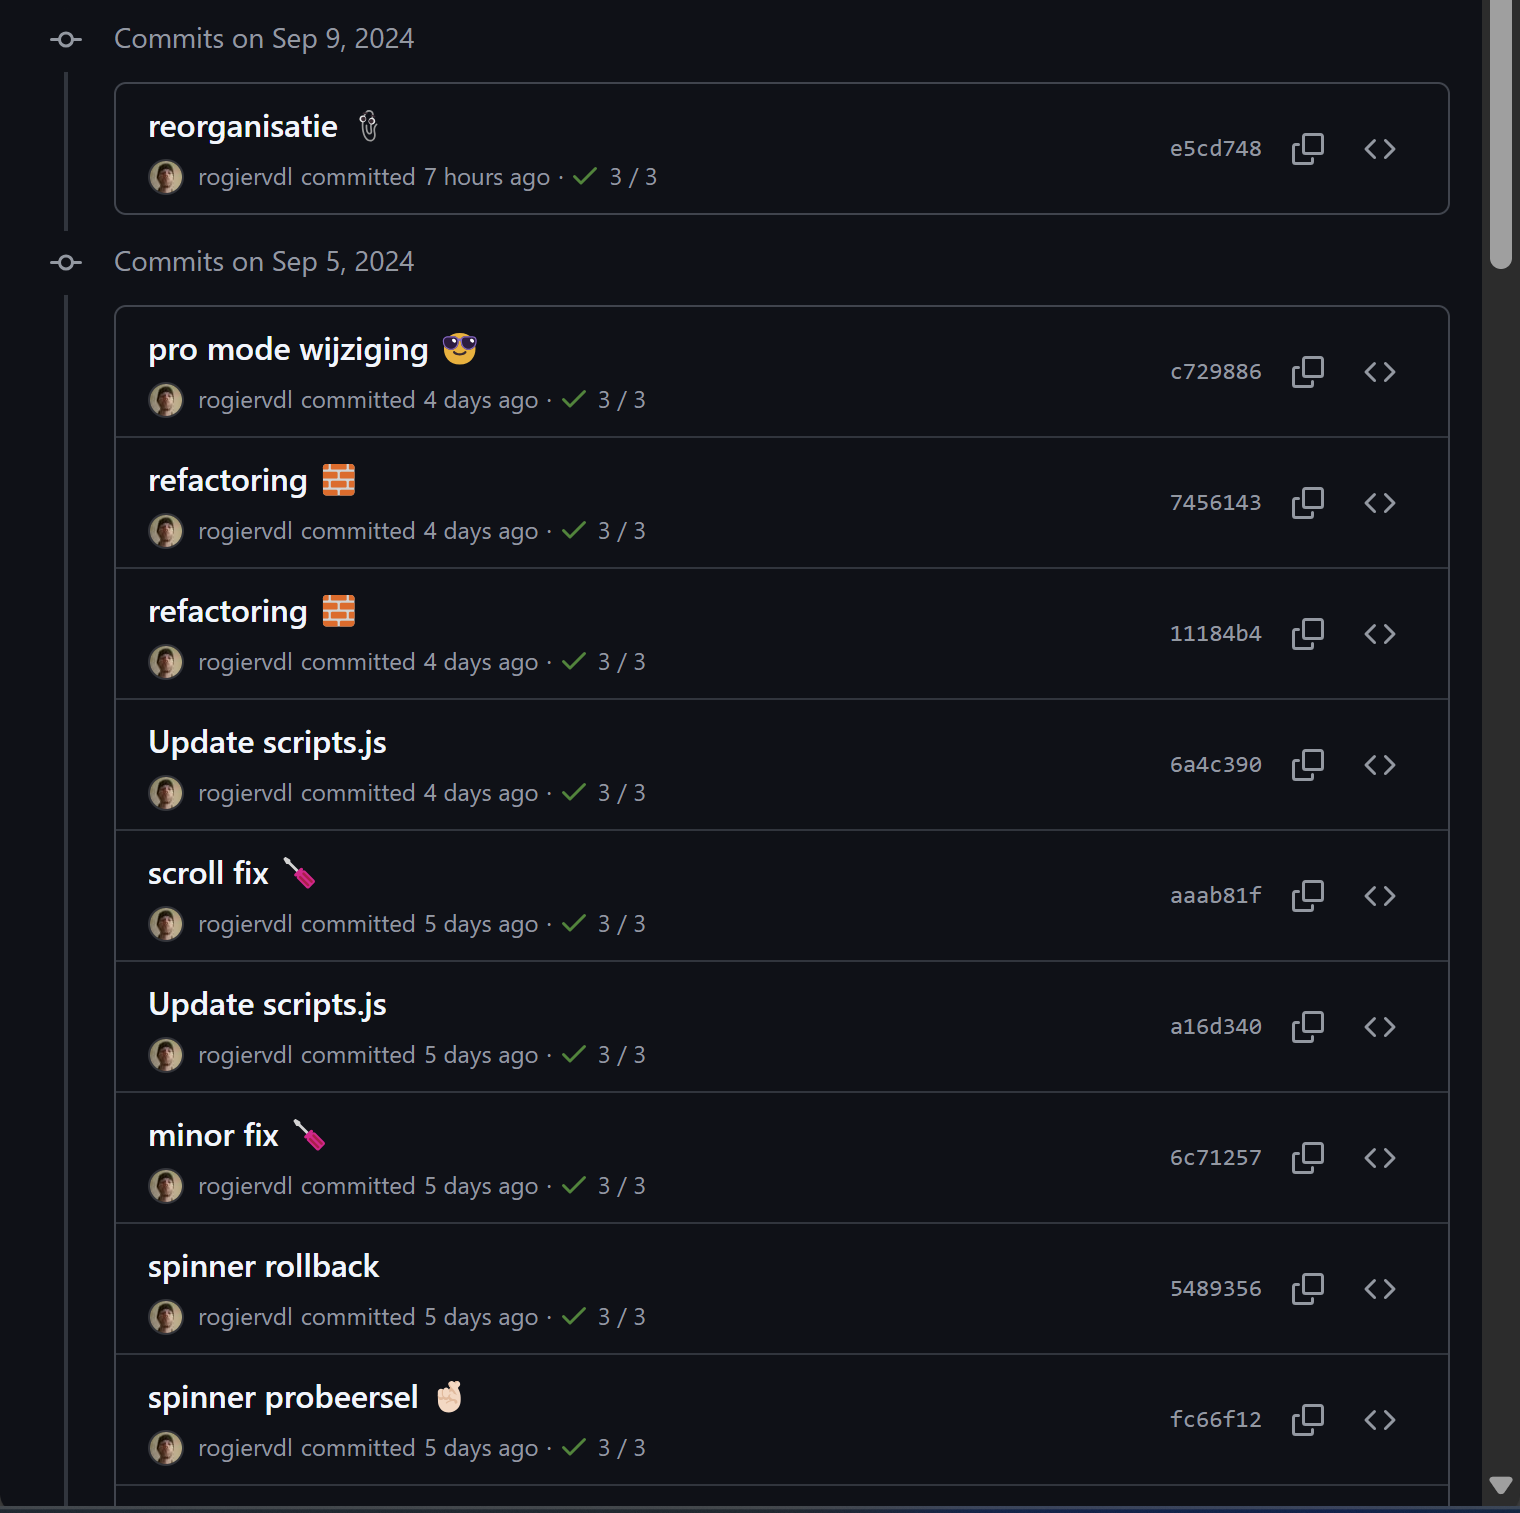 Commits on Sep 9, 2024
reorganisatie
rogiervdl committed 7 hours ago · 3 / 3
e5cd748
Commits on Sep 5, 2024
pro mode wijziging 😎
rogiervdl committed 4 days ago · 3 / 3
c729886
refactoring 🧱
rogiervdl committed 4 days ago · 3 / 3
7456143
refactoring 🧱
rogiervdl committed 4 days ago · 3 / 3
11184b4
Update scripts.js
rogiervdl committed 4 days ago · 3 / 3
6a4c390
scroll fix 🪛
rogiervdl committed 5 days ago · 3 / 3
aaab81f
Update scripts.js
rogiervdl committed 5 days ago · 3 / 3
a16d340
minor fix 🪛
rogiervdl committed 5 days ago · 3 / 3
6c71257
spinner rollback
rogiervdl committed 5 days ago · 3 / 3
5489356
spinner probeersel 🤞🏻
rogiervdl committed 5 days ago · 3 / 3
fc66f12